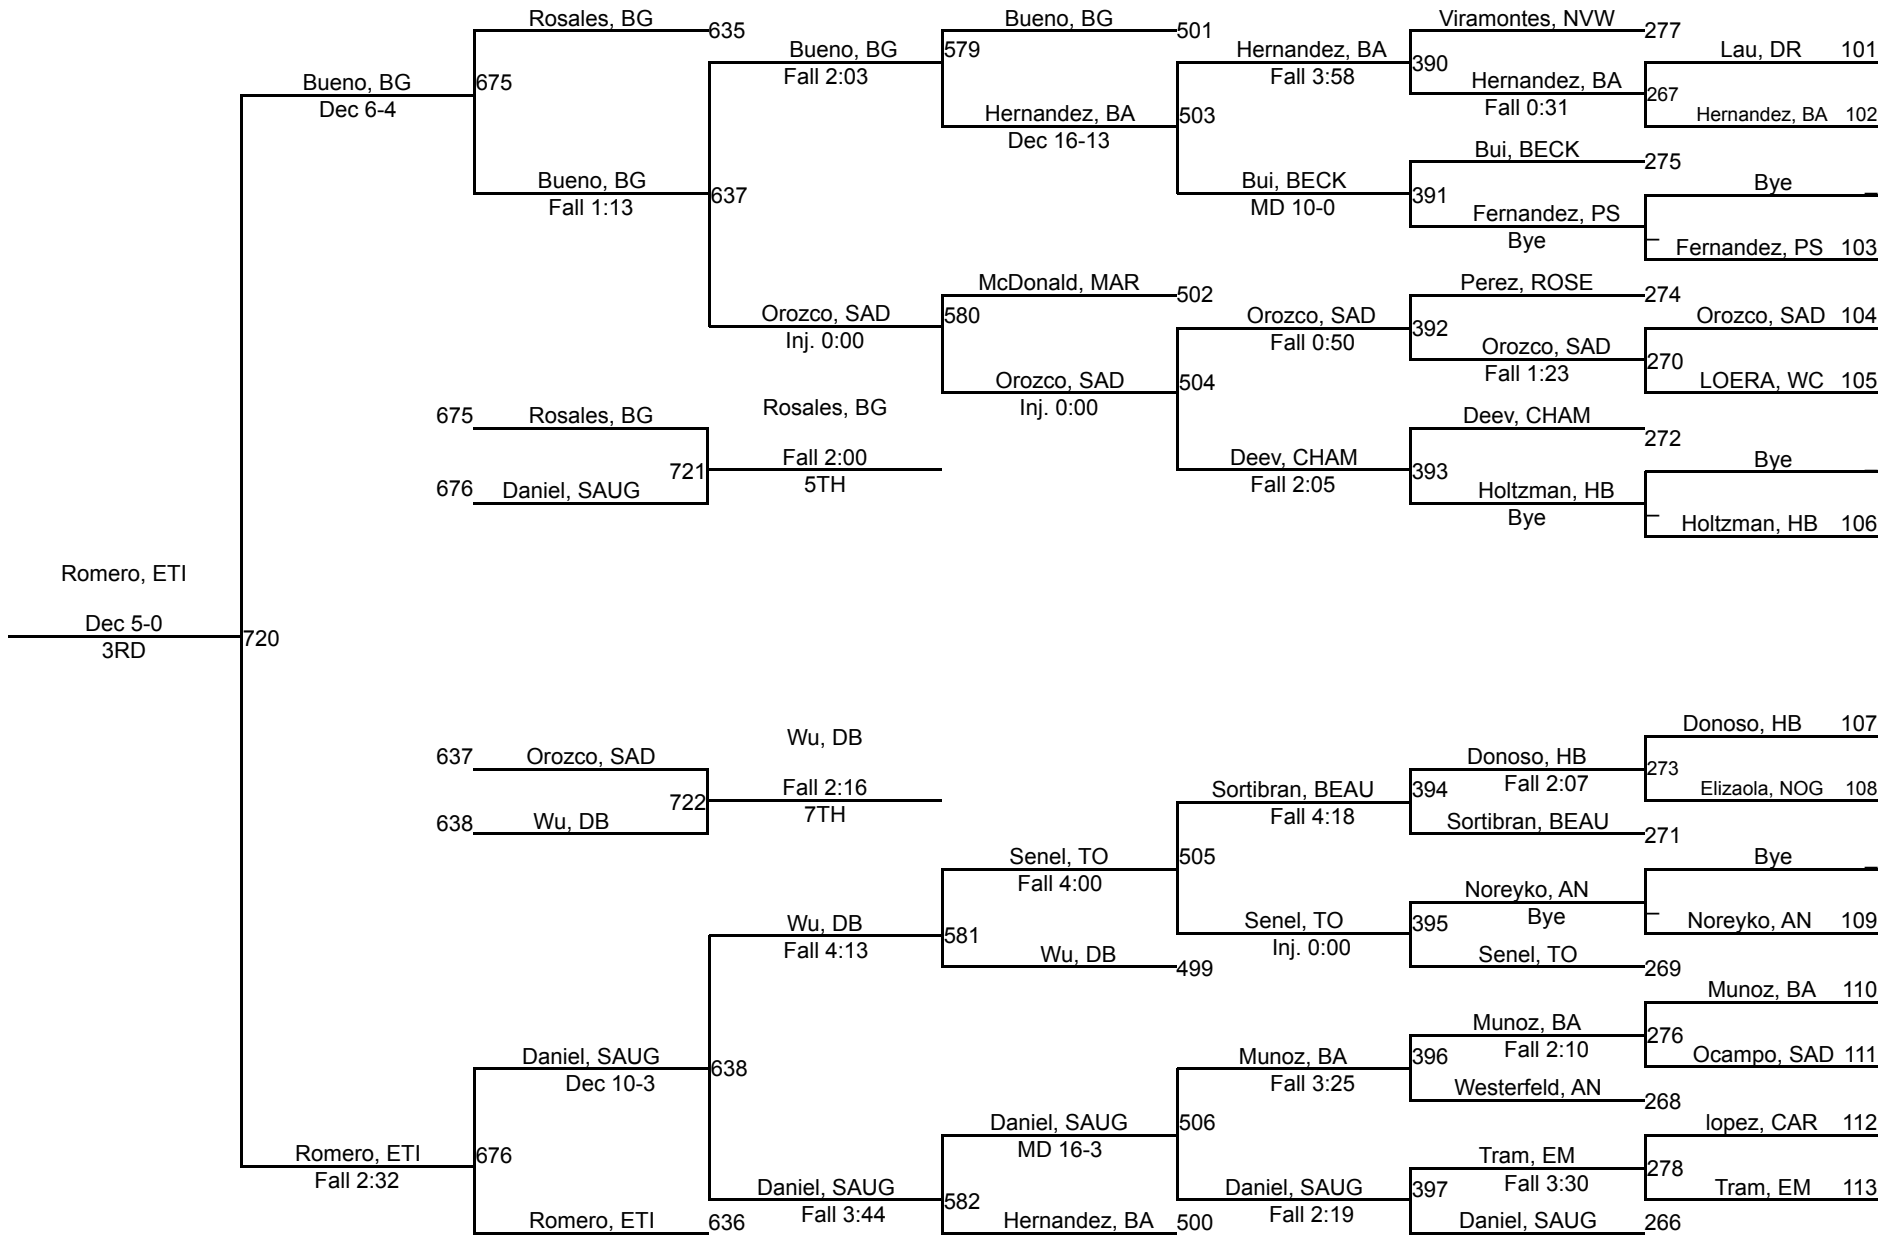 Rosales, BG
635
Bueno, BG
501
Viramontes, NVW
277
Bueno, BG
Fall 2:03
579
Hernandez, BA
Fall 3:58
390
Lau, DR 101
Bueno, BG
Dec 6-4
675
Hernandez, BA
Fall 0:31
267
Hernandez, BA 102
Hernandez, BA
Dec 16-13
503
Bui, BECK
275
Bueno, BG
Fall 1:13
637
Bui, BECK
MD 10-0
391
Bye _
Fernandez, PS
Bye
_
Fernandez, PS 103
McDonald, MAR
502
Perez, ROSE
274
Orozco, SAD
Inj. 0:00
580
Orozco, SAD
Fall 0:50
392
Orozco, SAD 104
Orozco, SAD
Fall 1:23
270
LOERA, WC 105
Orozco, SAD
Inj. 0:00
504
675
Rosales, BG
Rosales, BG
Deev, CHAM
272
721
Fall 2:00
5TH
Deev, CHAM
Fall 2:05
393
Bye _
676
Daniel, SAUG
Holtzman, HB
Bye
_
Holtzman, HB 106
Romero, ETI
Dec 5-0
3RD
720
Donoso, HB 107
637
Orozco, SAD
Wu, DB
Donoso, HB
Fall 2:07
273
722
Fall 2:16
7TH
Sortibran, BEAU
Fall 4:18
394
Elizaola, NOG 108
638
Wu, DB
Sortibran, BEAU
271
Senel, TO
Fall 4:00
505
Bye _
Noreyko, AN
Bye
_
Noreyko, AN 109
Wu, DB
Fall 4:13
581
Senel, TO
Inj. 0:00
395
Wu, DB
499
Senel, TO
269
Munoz, BA 110
Munoz, BA
Fall 2:10
276
Ocampo, SAD 111
Daniel, SAUG
Dec 10-3
638
Munoz, BA
Fall 3:25
396
Westerfeld, AN
268
Daniel, SAUG
MD 16-3
506
lopez, CAR 112
Romero, ETI
Fall 2:32
676
Tram, EM
Fall 3:30
278
Tram, EM 113
Daniel, SAUG
Fall 3:44
582
Daniel, SAUG
Fall 2:19
397
Romero, ETI
636
Hernandez, BA
500
Daniel, SAUG
266